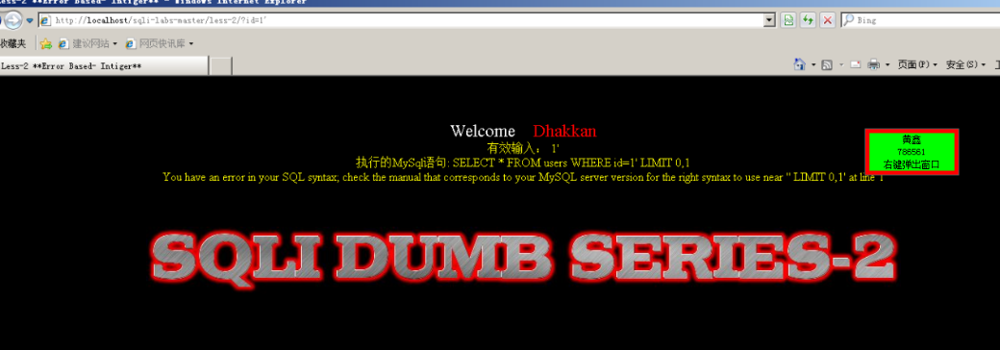 Less-2 **Error Based- Intiger** - Windows Internet Explorer
http://localhost/sqli-labs-master/less-2/?id=1'
Bing
收藏夹 建议网站 网页快讯库
Less-2 **Error Based- Intiger**
页面(P) 安全(S)
Welcome Dhakkan
有效输入: 1'
执行的MySql语句: SELECT * FROM users WHERE id=1' LIMIT 0,1
You have an error in your SQL syntax; check the manual that corresponds to your MySQL server version for the right syntax to use near '' LIMIT 0,1' at line 1
黄鑫
786561
右键弹出窗口
SQLI DUMB SERIES-2